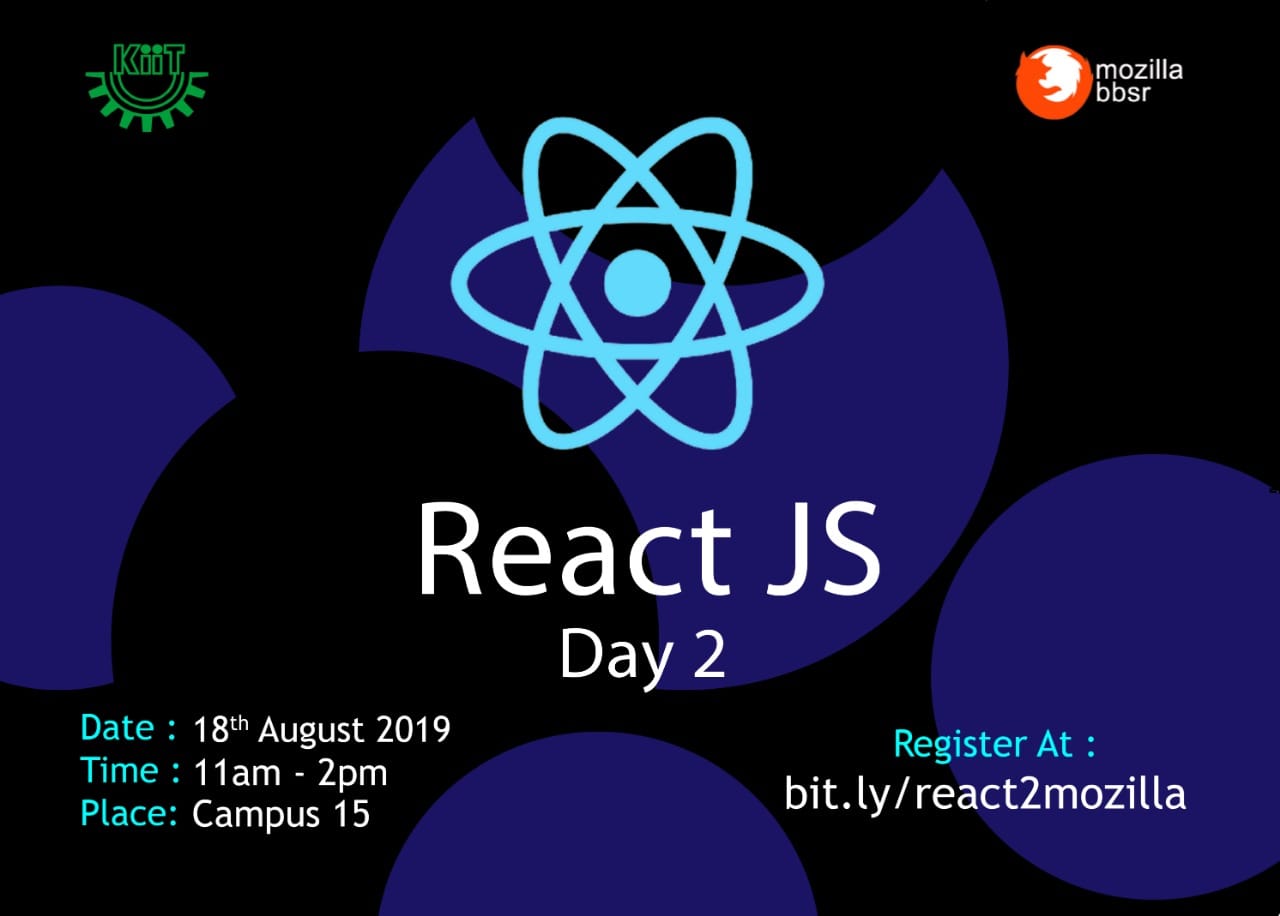 KiiT
mozilla
bbsr
React JS
Day 2
Date : 18th August 2019
Time : 11am - 2pm
Place: Campus 15
Register At :
bit.ly/react2mozilla